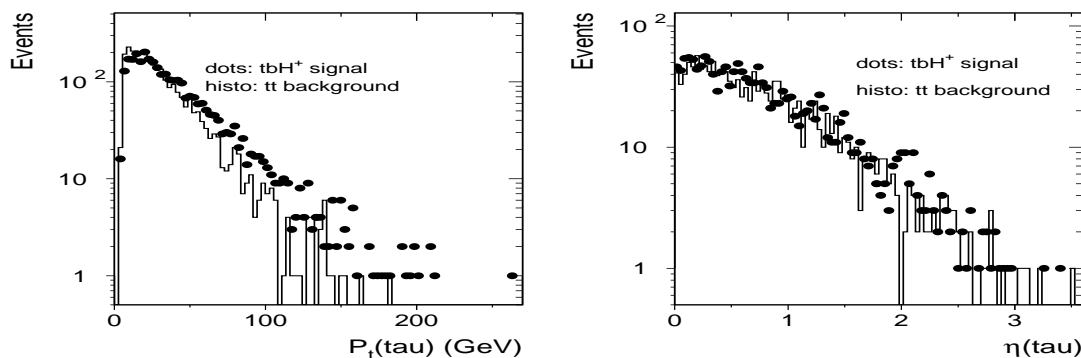 Events
10²
10
1
dots: tbH⁺ signal
histo: tt background
0
100
200
Pₜ(tau) (GeV)
Events
10²
10
1
dots: tbH⁺ signal
histo: tt background
0
1
2
3
η(tau)